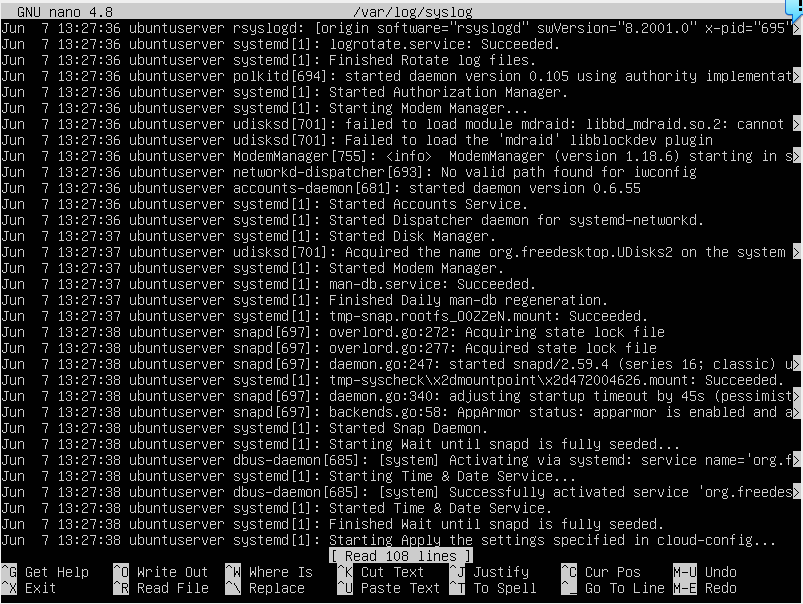 GNU nano 4.8 /var/log/syslog
Jun  7 13:27:36 ubuntuserver rsyslogd: [origin software="rsyslogd" swVersion="8.2001.0" x-pid="695">
Jun  7 13:27:36 ubuntuserver systemd[1]: logrotate.service: Succeeded.
Jun  7 13:27:36 ubuntuserver systemd[1]: Finished Rotate log files.
Jun  7 13:27:36 ubuntuserver polkitd[694]: started daemon version 0.105 using authority implementat>
Jun  7 13:27:36 ubuntuserver systemd[1]: Started Authorization Manager.
Jun  7 13:27:36 ubuntuserver systemd[1]: Starting Modem Manager...
Jun  7 13:27:36 ubuntuserver udisksd[701]: failed to load module mdraid: libbd_mdraid.so.2: cannot >
Jun  7 13:27:36 ubuntuserver udisksd[701]: Failed to load the 'mdraid' libblockdev plugin
Jun  7 13:27:36 ubuntuserver ModemManager[755]: <info>  ModemManager (version 1.18.6) starting in s>
Jun  7 13:27:36 ubuntuserver networkd-dispatcher[693]: No valid path found for iwconfig
Jun  7 13:27:36 ubuntuserver accounts-daemon[681]: started daemon version 0.6.55
Jun  7 13:27:36 ubuntuserver systemd[1]: Started Accounts Service.
Jun  7 13:27:36 ubuntuserver systemd[1]: Started Dispatcher daemon for systemd-networkd.
Jun  7 13:27:37 ubuntuserver systemd[1]: Started Disk Manager.
Jun  7 13:27:37 ubuntuserver udisksd[701]: Acquired the name org.freedesktop.UDisks2 on the system >
Jun  7 13:27:37 ubuntuserver systemd[1]: Started Modem Manager.
Jun  7 13:27:37 ubuntuserver systemd[1]: man-db.service: Succeeded.
Jun  7 13:27:37 ubuntuserver systemd[1]: Finished Daily man-db regeneration.
Jun  7 13:27:37 ubuntuserver systemd[1]: tmp-snap.rootfs_OOZZeN.mount: Succeeded.
Jun  7 13:27:38 ubuntuserver snapd[697]: overlord.go:272: Acquiring state lock file
Jun  7 13:27:38 ubuntuserver snapd[697]: overlord.go:277: Acquired state lock file
Jun  7 13:27:38 ubuntuserver snapd[697]: daemon.go:247: started snapd/2.59.4 (series 16; classic) u>
Jun  7 13:27:38 ubuntuserver systemd[1]: tmp-syscheck\x2dmountpoint\x2d472004626.mount: Succeeded.
Jun  7 13:27:38 ubuntuserver snapd[697]: daemon.go:340: adjusting startup timeout by 45s (pessimist>
Jun  7 13:27:38 ubuntuserver snapd[697]: backends.go:58: AppArmor status: apparmor is enabled and a>
Jun  7 13:27:38 ubuntuserver systemd[1]: Started Snap Daemon.
Jun  7 13:27:38 ubuntuserver systemd[1]: Starting Wait until snapd is fully seeded...
Jun  7 13:27:38 ubuntuserver dbus-daemon[685]: [system] Activating via systemd: service name='org.f>
Jun  7 13:27:38 ubuntuserver systemd[1]: Starting Time & Date Service...
Jun  7 13:27:38 ubuntuserver dbus-daemon[685]: [system] Successfully activated service 'org.freedes>
Jun  7 13:27:38 ubuntuserver systemd[1]: Started Time & Date Service.
Jun  7 13:27:38 ubuntuserver systemd[1]: Finished Wait until snapd is fully seeded.
Jun  7 13:27:38 ubuntuserver systemd[1]: Starting Apply the settings specified in cloud-config...
[ Read 108 lines ]
^G Get Help ^O Write Out ^W Where Is ^K Cut Text ^J Justify ^C Cur Pos M-U Undo
^X Exit ^R Read File ^\ Replace ^U Paste Text ^T To Spell ^_ Go To Line M-E Redo